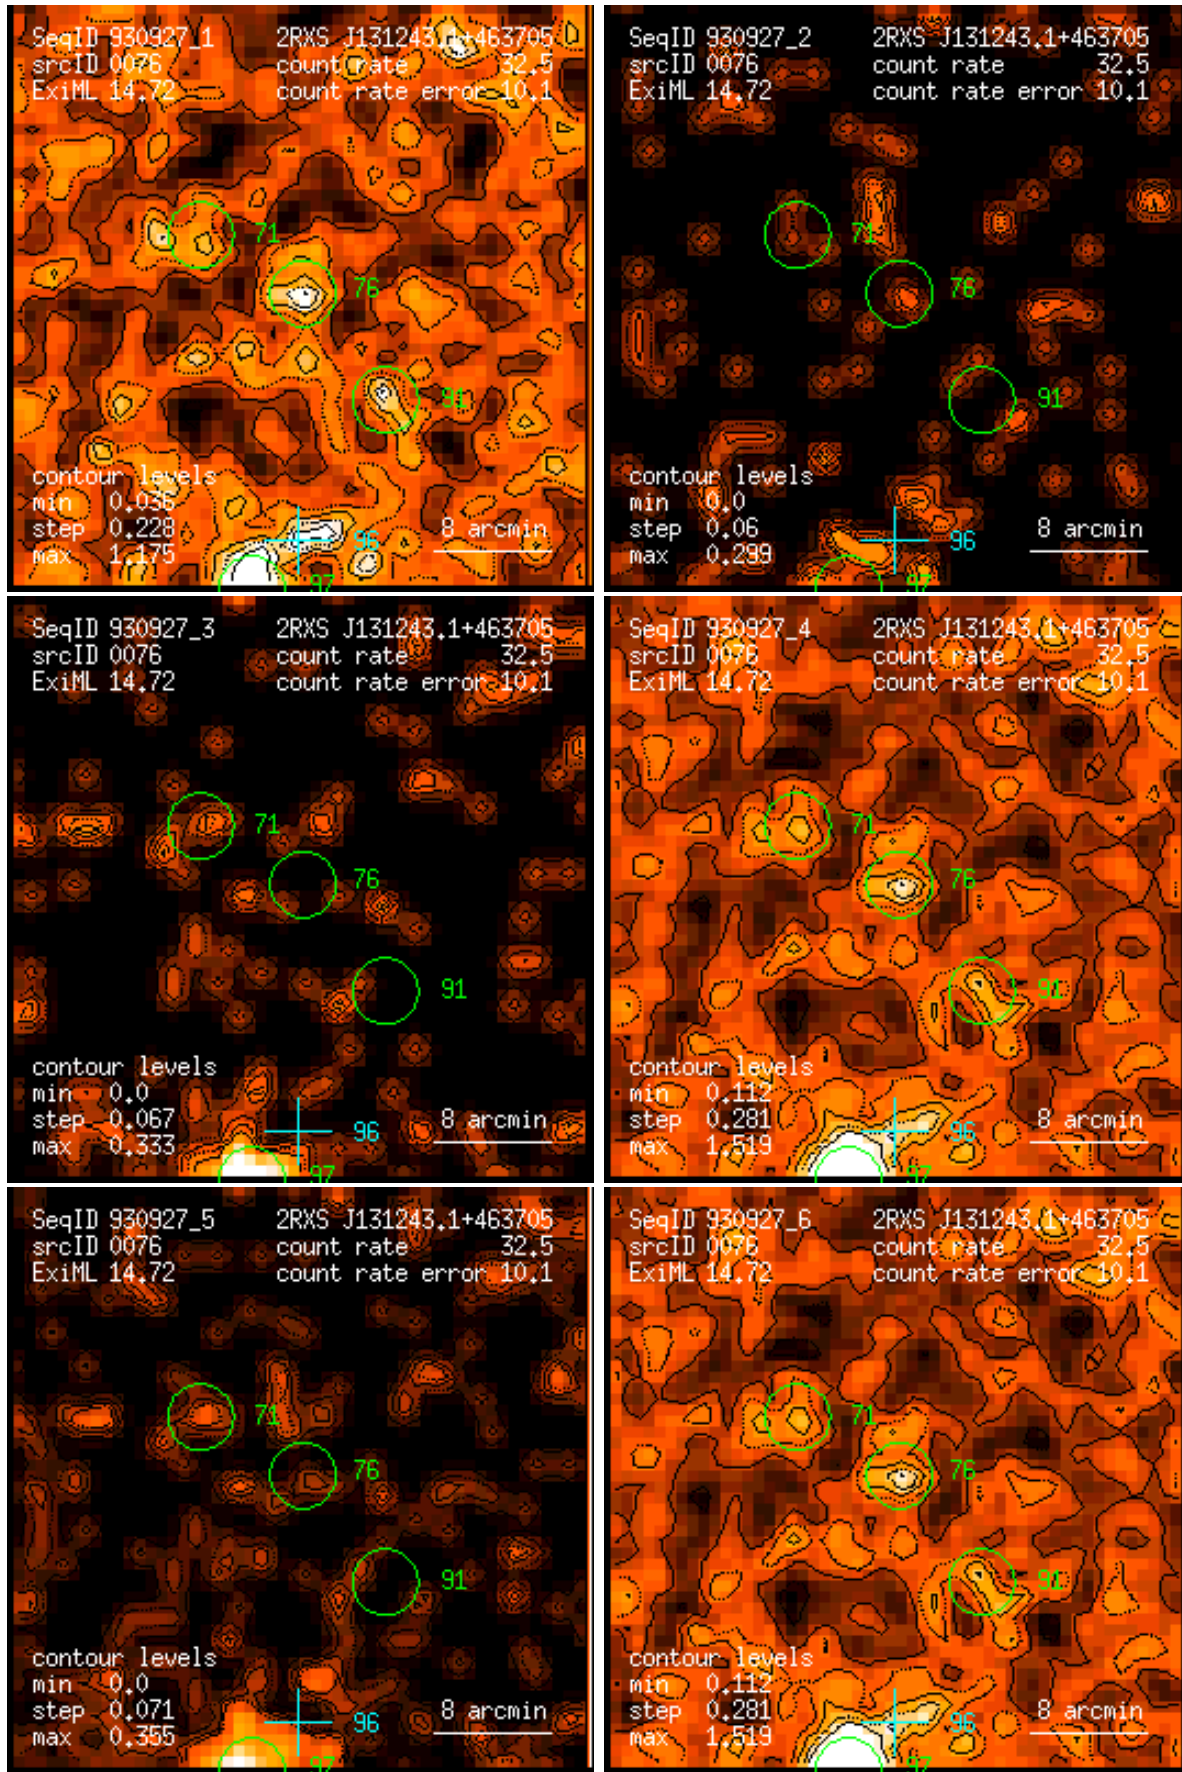 SeqID 930927_1 2RXS J131243.1+463705
srcID 0076 count rate 32.5
ExiML 14.72 count rate error 10.1
71
76
91
contour levels
min 0.036
step 0.228
max 1.175
96
8 arcmin
97
SeqID 930927_2 2RXS J131243.1+463705
srcID 0076 count rate 32.5
ExiML 14.72 count rate error 10.1
71
76
91
contour levels
min 0.0
step 0.06
max 0.299
96
8 arcmin
97
SeqID 930927_3 2RXS J131243.1+463705
srcID 0076 count rate 32.5
ExiML 14.72 count rate error 10.1
71
76
91
contour levels
min 0.0
step 0.067
max 0.333
96
8 arcmin
97
SeqID 930927_4 2RXS J131243.1+463705
srcID 0076 count rate 32.5
ExiML 14.72 count rate error 10.1
71
76
91
contour levels
min 0.112
step 0.281
max 1.519
96
8 arcmin
97
SeqID 930927_5 2RXS J131243.1+463705
srcID 0076 count rate 32.5
ExiML 14.72 count rate error 10.1
71
76
91
contour levels
min 0.0
step 0.071
max 0.355
96
8 arcmin
97
SeqID 930927_6 2RXS J131243.1+463705
srcID 0076 count rate 32.5
ExiML 14.72 count rate error 10.1
71
76
91
contour levels
min 0.112
step 0.281
max 1.519
96
8 arcmin
97